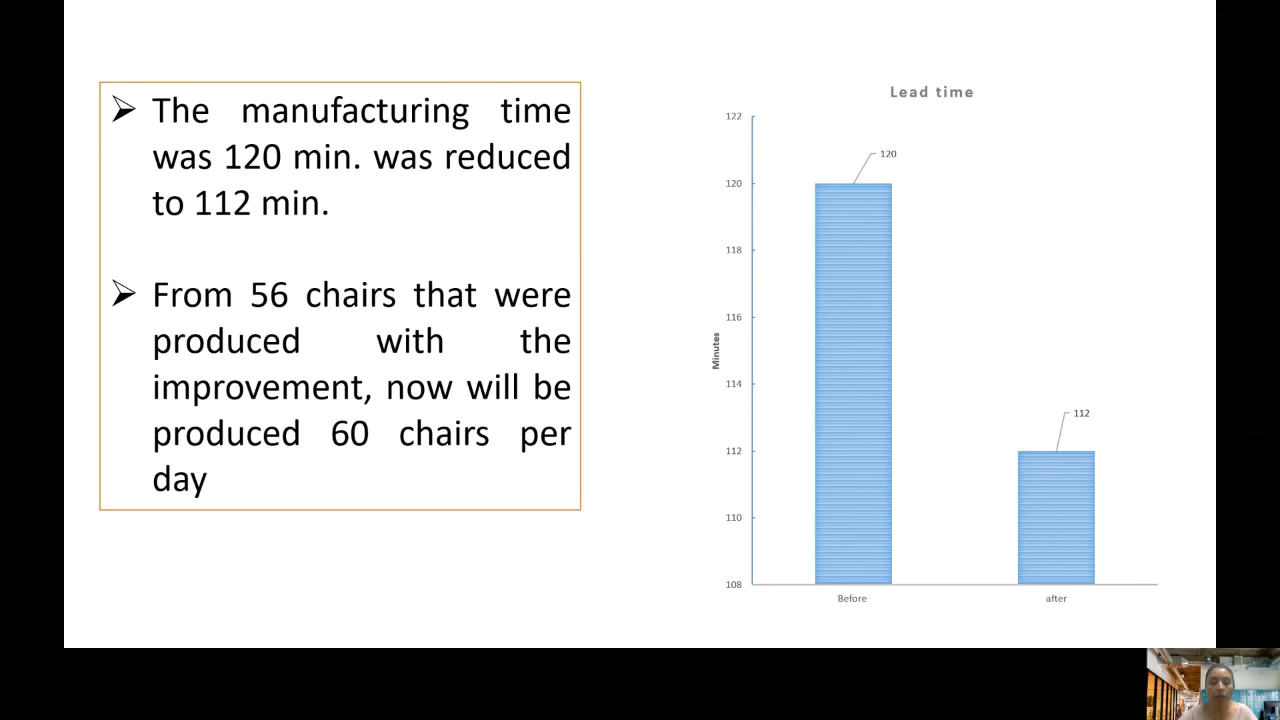 The manufacturing time
was 120 min. was reduced
to 112 min.
From 56 chairs that were
produced with the
improvement, now will be
produced 60 chairs per
day
Lead time
122
120
118
116
114
112
110
108
Minutes
120
112
Before
after